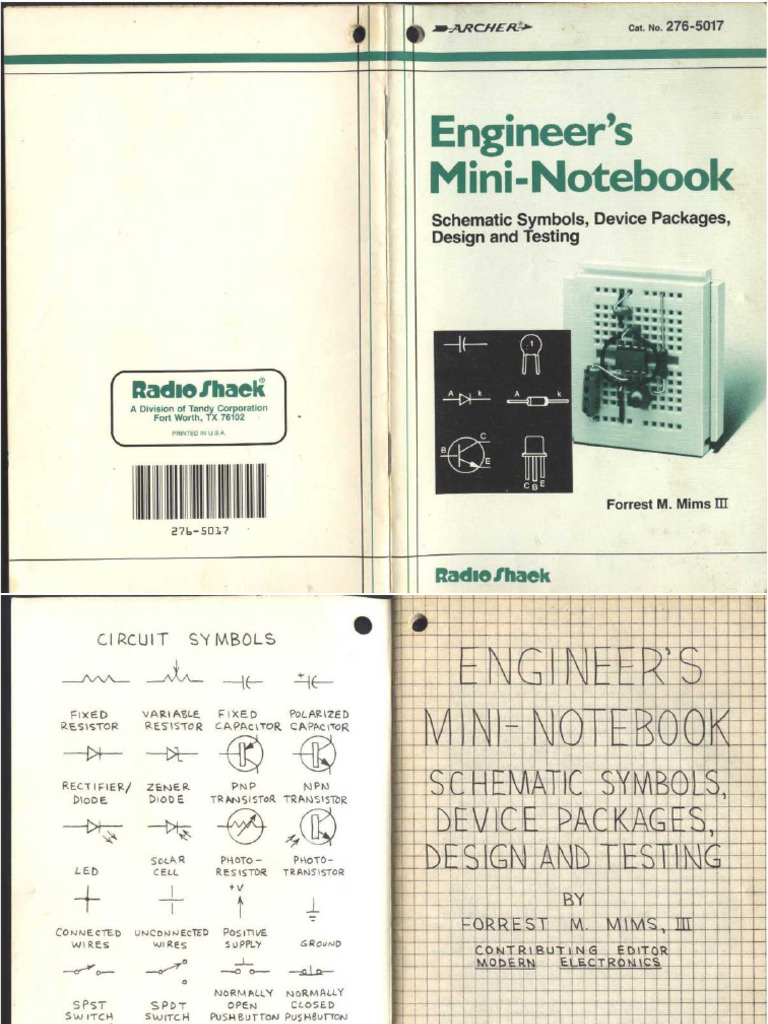 ARCHER®
Cat. No. 276-5017
Engineer's
Mini-Notebook
Schematic Symbols, Device Packages,
Design and Testing
A k A k
B C E
C B E
Forrest M. Mims III
Radio Shack
Radio Shack®
A Division of Tandy Corporation
Fort Worth, TX 76102
PRINTED IN U.S.A.
276-5017
CIRCUIT SYMBOLS
+
FIXED RESISTOR
VARIABLE RESISTOR
FIXED CAPACITOR
POLARIZED CAPACITOR
RECTIFIER/ DIODE
ZENER DIODE
PNP TRANSISTOR
NPN TRANSISTOR
LED
SOLAR CELL
PHOTO- RESISTOR
PHOTO- TRANSISTOR
+V
CONNECTED WIRES
UNCONNECTED WIRES
POSITIVE SUPPLY
GROUND
SPST SWITCH
SPDT SWITCH
NORMALLY OPEN PUSHBUTTON
NORMALLY CLOSED PUSHBUTTON
ENGINEER'S
MINI-NOTEBOOK
SCHEMATIC SYMBOLS,
DEVICE PACKAGES,
DESIGN AND TESTING
BY
FORREST M. MIMS, III
CONTRIBUTING EDITOR
MODERN ELECTRONICS